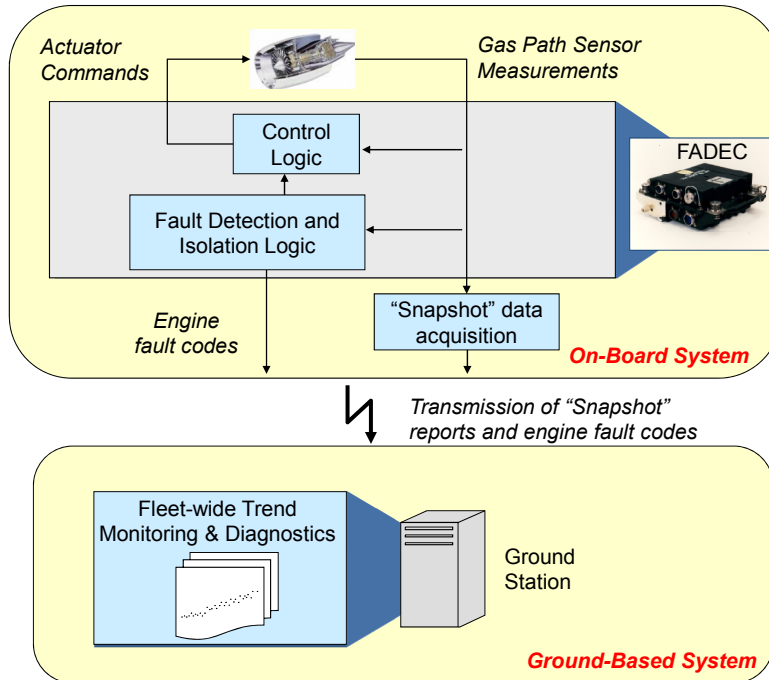 Actuator
Commands
Gas Path Sensor
Measurements
Control
Logic
FADEC
Fault Detection and
Isolation Logic
Engine
fault codes
“Snapshot” data
acquisition
On-Board System
Transmission of “Snapshot”
reports and engine fault codes
Fleet-wide Trend
Monitoring & Diagnostics
Ground
Station
Ground-Based System